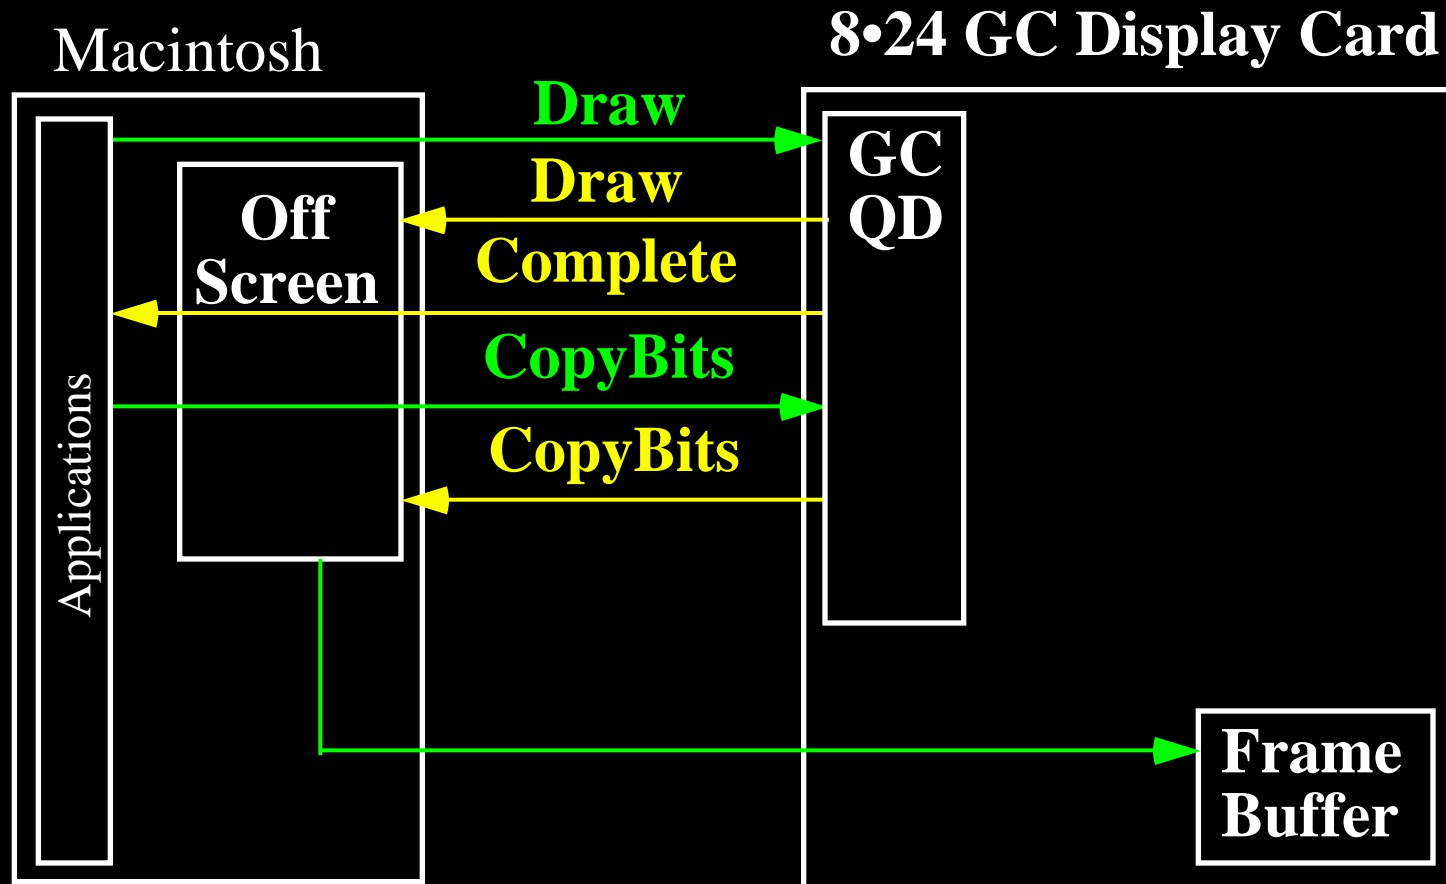 Macintosh
8•24 GC Display Card
Draw
GC
QD
Draw
Off
Screen
Complete
CopyBits
CopyBits
Applications
Frame
Buffer